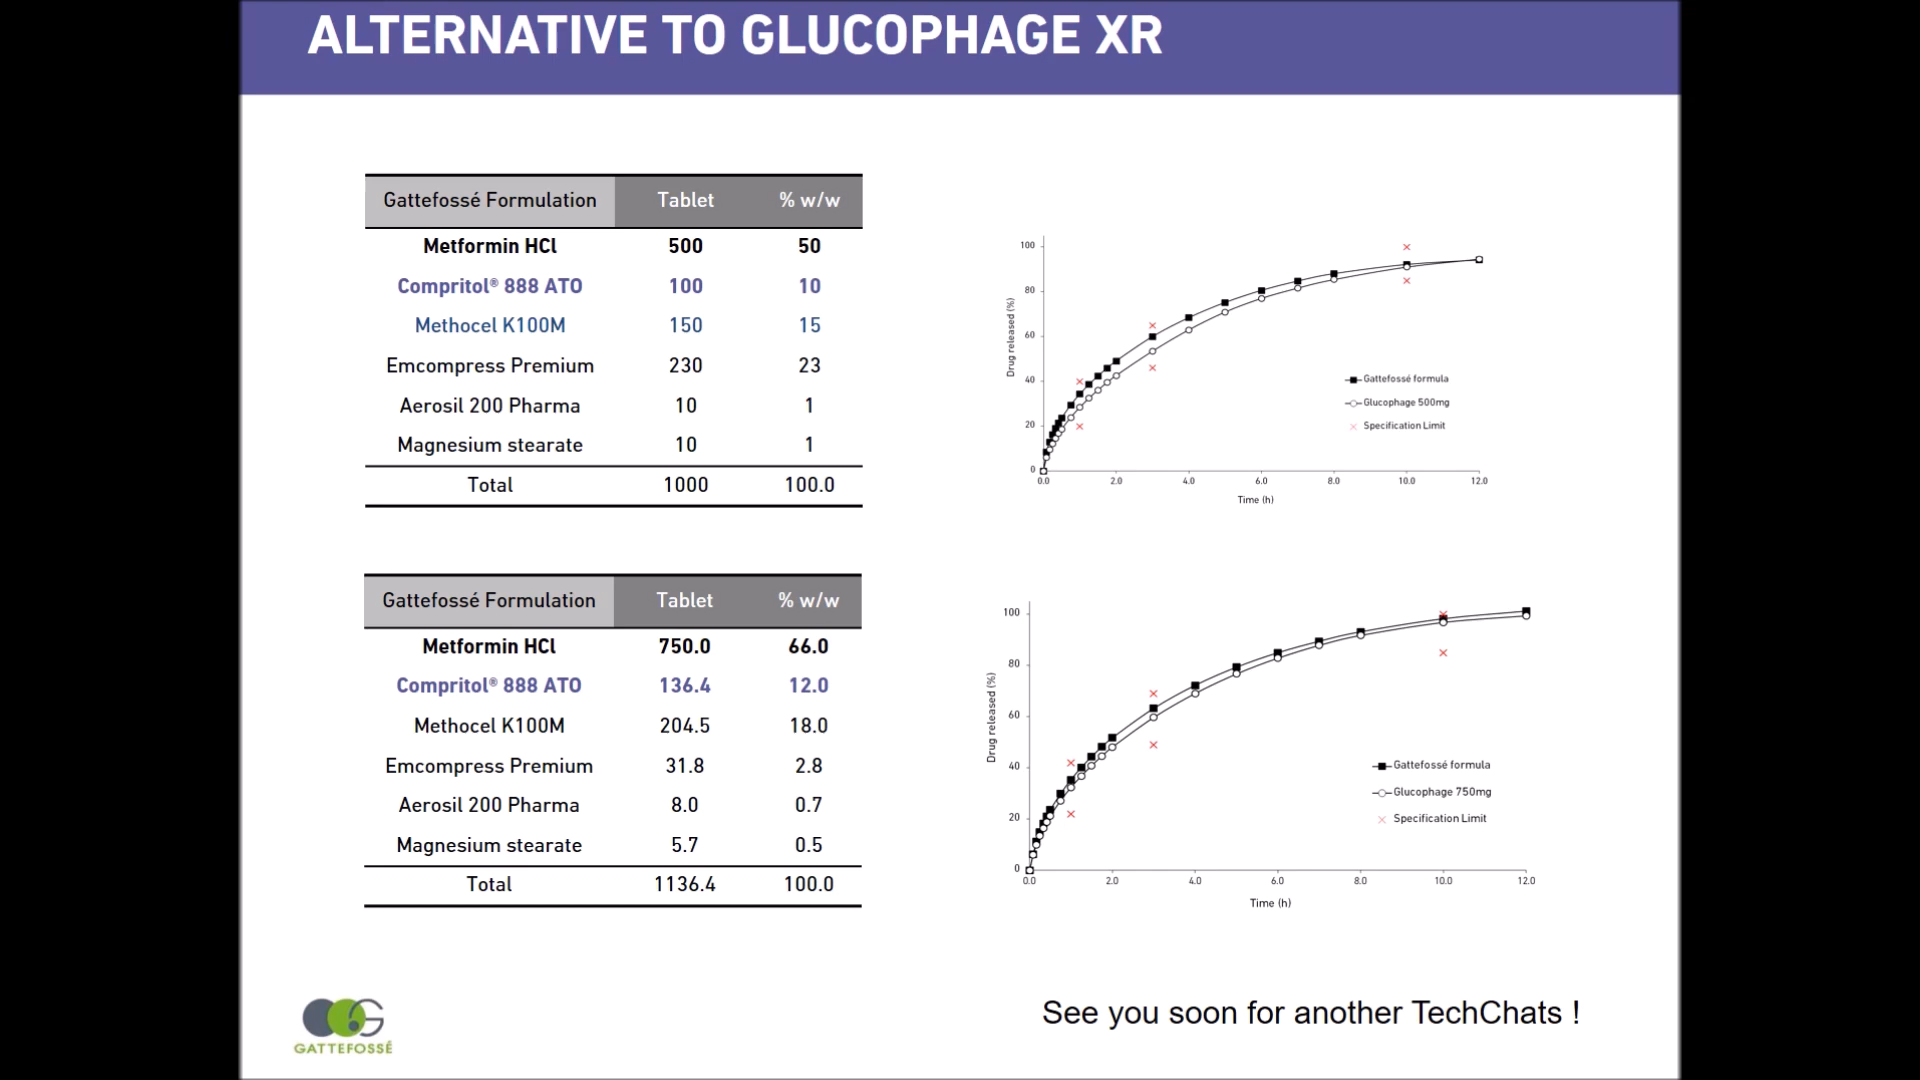 ALTERNATIVE TO GLUCOPHAGE XR
Gattefossé Formulation Tablet % w/w
Metformin HCl 500 50
Compritol® 888 ATO 100 10
Methocel K100M 150 15
Emcompress Premium 230 23
Aerosil 200 Pharma 10 1
Magnesium stearate 10 1
Total 1000 100.0
100
80
60
40
20
0
Drug released (%)
0.0 2.0 4.0 6.0 8.0 10.0 12.0
Time (h)
Gattefossé formula
Glucophage 500mg
Specification Limit
Gattefossé Formulation Tablet % w/w
Metformin HCl 750.0 66.0
Compritol® 888 ATO 136.4 12.0
Methocel K100M 204.5 18.0
Emcompress Premium 31.8 2.8
Aerosil 200 Pharma 8.0 0.7
Magnesium stearate 5.7 0.5
Total 1136.4 100.0
100
80
60
40
20
0
Drug released (%)
0.0 2.0 4.0 6.0 8.0 10.0 12.0
Time (h)
Gattefossé formula
Glucophage 750mg
Specification Limit
GATTEFOSSÉ
See you soon for another TechChats !